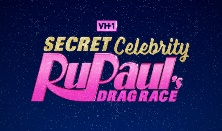 VH1
SECRET Celebrity
RuPaul's
DRAG RACE